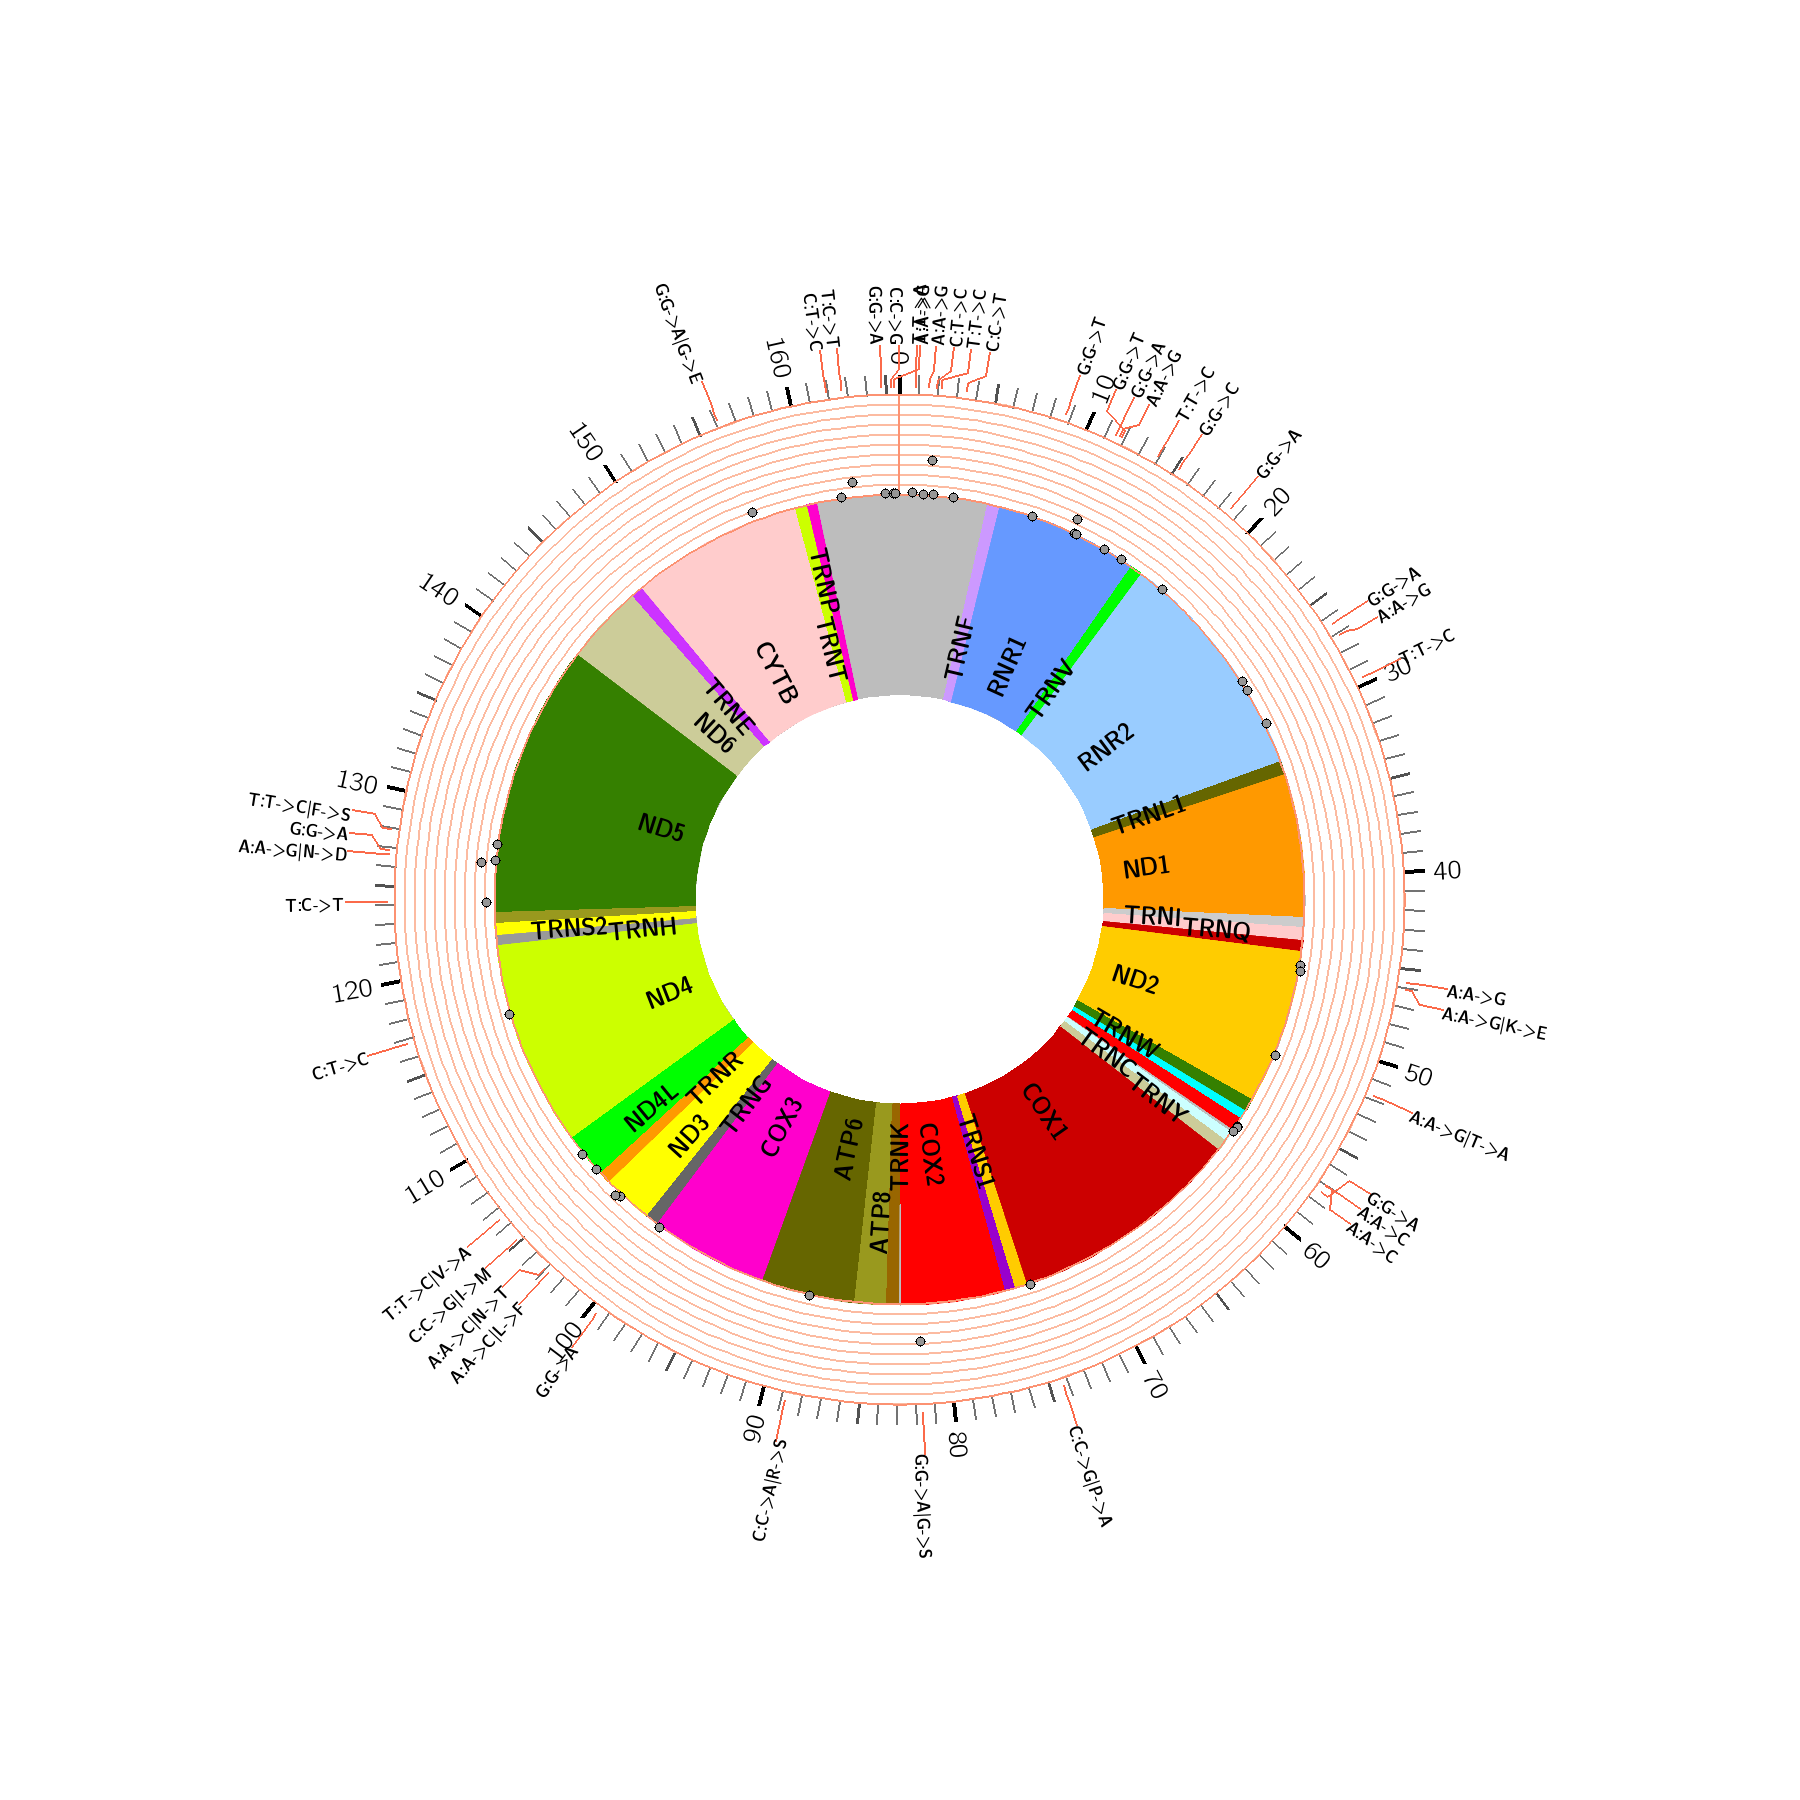 0
10
20
30
40
50
60
70
80
90
100
110
120
130
140
150
160
C:C->G
A:A->G
C:T->C
T:T->C
C:C->T
G:G->T
G:G->T
G:G->A
A:A->G
T:T->C
G:G->C
G:G->A
G:G->A
A:A->G
T:T->C
A:A->G
A:A->G|K->E
A:A->G|T->A
G:G->A
A:A->C
A:A->C
C:C->G|P->A
G:G->A|G->S
C:C->A|R->S
G:G->A
A:A->C|L->F
A:A->C|N->T
C:C->G|I->M
T:T->C|V->A
C:T->C
T:C->T
A:A->G|N->D
G:G->A
T:T->C|F->S
G:G->A|G->E
C:T->C
T:C->T
G:G->A
TRNF
RNR1
TRNV
RNR2
TRNL1
ND1
TRNI
TRNQ
ND2
TRNW
TRNC
TRNY
COX1
TRNS1
COX2
TRNK
ATP8
ATP6
COX3
TRNG
ND3
TRNR
ND4L
ND4
TRNH
TRNS2
ND5
ND6
TRNE
CYTB
TRNT
TRNP